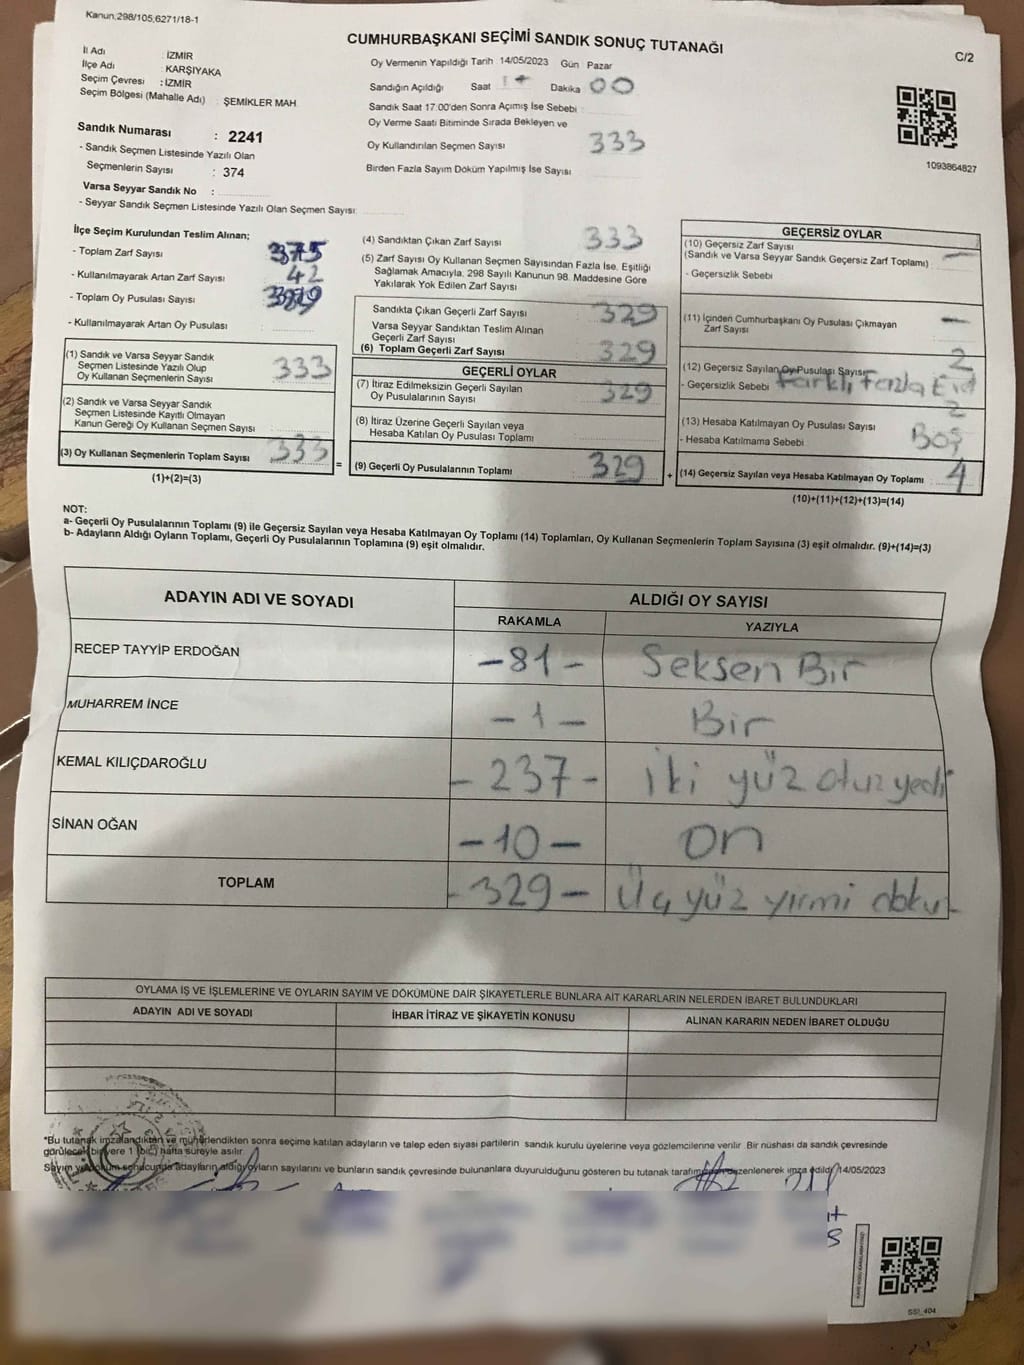 Kanun;298/105;6271/18-1
CUMHURBAŞKANI SEÇİMİ SANDIK SONUÇ TUTANAĞI
C/2
İl Adı : İZMİR
İlçe Adı : KARŞIYAKA
Seçim Çevresi : İZMİR
Seçim Bölgesi (Mahalle Adı) : ŞEMİKLER MAH
Sandık Numarası : 2241
- Sandık Seçmen Listesinde Yazılı Olan
Seçmenlerin Sayısı : 374
Varsa Seyyar Sandık No :
- Seyyar Sandık Seçmen Listesinde Yazılı Olan Seçmen Sayısı:
Oy Vermenin Yapıldığı Tarih 14/05/2023 Gün Pazar
Sandığın Açıldığı Saat Dakika 00
Sandık Saat 17:00'den Sonra Açımış İse Sebebi :
Oy Verme Saati Bitiminde Sırada Bekleyen ve
Oy Kullandırılan Seçmen Sayısı 333
Birden Fazla Sayım Döküm Yapılmış İse Sayısı
1093864827
İlçe Seçim Kurulundan Teslim Alınan;
- Toplam Zarf Sayısı : 375
- Kullanılmayarak Artan Zarf Sayısı : 42
- Toplam Oy Pusulası Sayısı :
- Kullanılmayarak Artan Oy Pusulası :
(1) Sandık ve Varsa Seyyar Sandık
Seçmen Listesinde Yazılı Olup
Oy Kullanan Seçmenlerin Sayısı 333
(2) Sandık ve Varsa Seyyar Sandık
Seçmen Listesinde Kayıtlı Olmayan
Kanun Gereği Oy Kullanan Seçmen Sayısı
(3) Oy Kullanan Seçmenlerin Toplam Sayısı 333
(1)+(2)=(3)
=
(4) Sandıktan Çıkan Zarf Sayısı 333
(5) Zarf Sayısı Oy Kullanan Seçmen Sayısından Fazla İse, Eşitliği
Sağlamak Amacıyla, 298 Sayılı Kanunun 98. Maddesine Göre
Yakılarak Yok Edilen Zarf Sayısı
Sandıkta Çıkan Geçerli Zarf Sayısı 329
Varsa Seyyar Sandıktan Teslim Alınan
Geçerli Zarf Sayısı
(6) Toplam Geçerli Zarf Sayısı 329
GEÇERLİ OYLAR
(7) İtiraz Edilmeksizin Geçerli Sayılan
Oy Pusulalarının Sayısı 329
(8) İtiraz Üzerine Geçerli Sayılan veya
Hesaba Katılan Oy Pusulası Toplamı
(9) Geçerli Oy Pusulalarının Toplamı 329
+
GEÇERSİZ OYLAR
(10) Geçersiz Zarf Sayısı
(Sandık ve Varsa Seyyar Sandık Geçersiz Zarf Toplamı) : —
- Geçersizlik Sebebi
(11) İçinden Cumhurbaşkanı Oy Pusulası Çıkmayan
Zarf Sayısı —
(12) Geçersiz Sayılan Oy Pusulası Sayısı 2
- Geçersizlik Sebebi Farklı Fazla
(13) Hesaba Katılmayan Oy Pusulası Sayısı 2
- Hesaba Katılmama Sebebi Boş
(14) Geçersiz Sayılan veya Hesaba Katılmayan Oy Toplamı 4
(10)+(11)+(12)+(13)=(14)
NOT:
a- Geçerli Oy Pusulalarının Toplamı (9) ile Geçersiz Sayılan veya Hesaba Katılmayan Oy Toplamı (14) Toplamları, Oy Kullanan Seçmenlerin Toplam Sayısına (3) eşit olmalıdır. (9)+(14)=(3)
b- Adayların Aldığı Oyların Toplamı, Geçerli Oy Pusulalarının Toplamına (9) eşit olmalıdır.
ADAYIN ADI VE SOYADI ALDIĞI OY SAYISI
RAKAMLA YAZIYLA
RECEP TAYYİP ERDOĞAN -81- Seksen Bir
MUHARREM İNCE -1- Bir
KEMAL KILIÇDAROĞLU -237- İki yüz otuz yedi
SİNAN OĞAN -10- on
TOPLAM -329- Üç yüz yirmi doku
OYLAMA İŞ VE İŞLEMLERİNE VE OYLARIN SAYIM VE DÖKÜMÜNE DAİR ŞİKAYETLERLE BUNLARA AİT KARARLARIN NELERDEN İBARET BULUNDUKLARI
ADAYIN ADI VE SOYADI İHBAR İTİRAZ VE ŞİKAYETİN KONUSU ALINAN KARARIN NEDEN İBARET OLDUĞU
*Bu tutanak imzalandıktan ve mühürlendikten sonra seçime katılan adayların ve talep eden siyasi partilerin sandık kurulu üyelerine veya gözlemcilerine verilir. Bir nüshası da sandık çevresinde
görülecek bir yere 1 (bir) hafta süreyle asılır.
Sayım ve döküm sonucunda adayların aldığı oyların sayılarını ve bunların sandık çevresinde bulunanlara duyurulduğunu gösteren bu tutanak tarafımızdan düzenlenerek imza edildi. 14/05/2023
SSİ_404